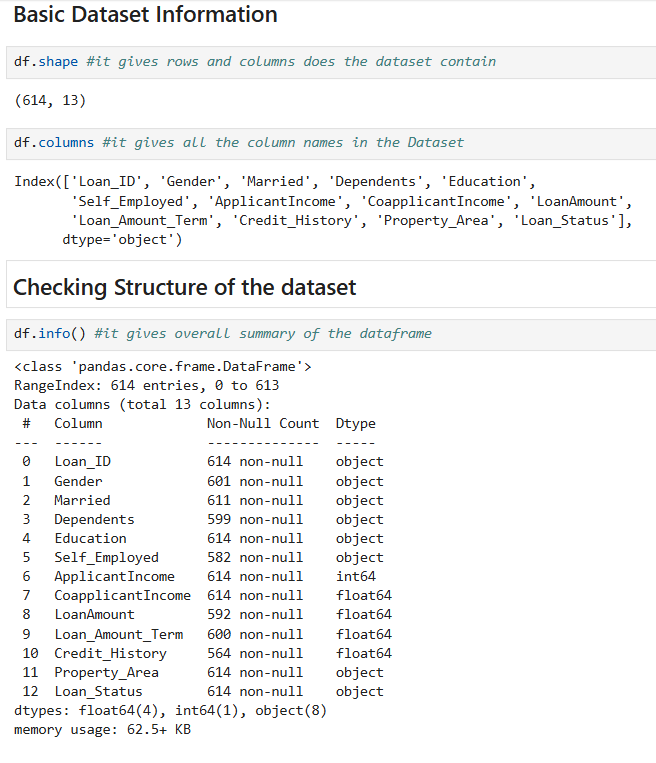 Basic Dataset Information
df.shape #it gives rows and columns does the dataset contain
(614, 13)
df.columns #it gives all the column names in the Dataset
Index(['Loan_ID', 'Gender', 'Married', 'Dependents', 'Education',
       'Self_Employed', 'ApplicantIncome', 'CoapplicantIncome', 'LoanAmount',
       'Loan_Amount_Term', 'Credit_History', 'Property_Area', 'Loan_Status'],
      dtype='object')
Checking Structure of the dataset
df.info() #it gives overall summary of the dataframe
<class 'pandas.core.frame.DataFrame'>
RangeIndex: 614 entries, 0 to 613
Data columns (total 13 columns):
 #   Column             Non-Null Count  Dtype
---  ------             --------------  -----
 0   Loan_ID            614 non-null    object
 1   Gender             601 non-null    object
 2   Married            611 non-null    object
 3   Dependents         599 non-null    object
 4   Education          614 non-null    object
 5   Self_Employed      582 non-null    object
 6   ApplicantIncome    614 non-null    int64
 7   CoapplicantIncome  614 non-null    float64
 8   LoanAmount         592 non-null    float64
 9   Loan_Amount_Term   600 non-null    float64
 10  Credit_History     564 non-null    float64
 11  Property_Area      614 non-null    object
 12  Loan_Status        614 non-null    object
dtypes: float64(4), int64(1), object(8)
memory usage: 62.5+ KB